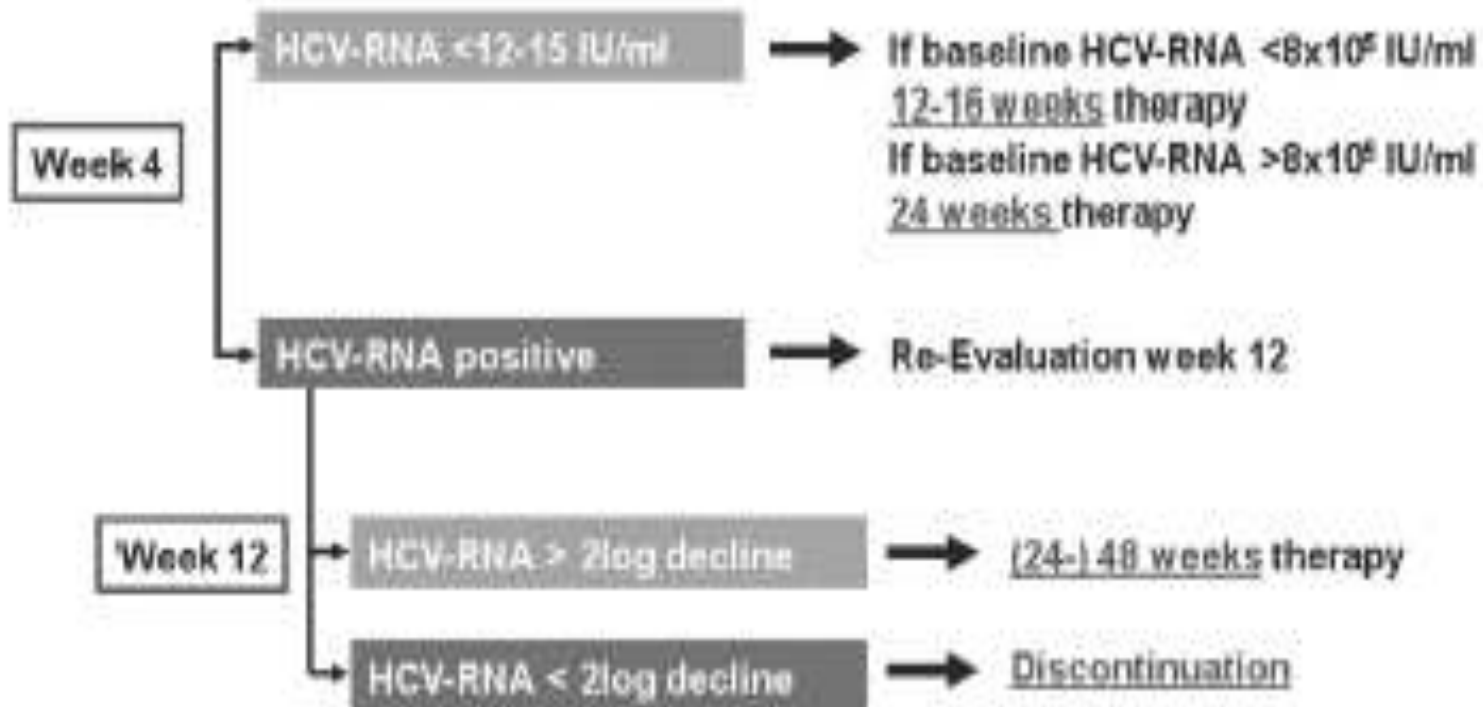 HCV-RNA <12-15 IU/ml
If baseline HCV-RNA <8x10⁵ IU/ml
12-16 weeks therapy
Week 4
If baseline HCV-RNA IU/ml
24 weeks therapy
HCV-RNA positive
Re-Evaluation week 12
'Week 12
HCV-RNA > 2log decline
(24-) 48 weeks therapy
HCV-RNA < 2log decline
Discontinuation